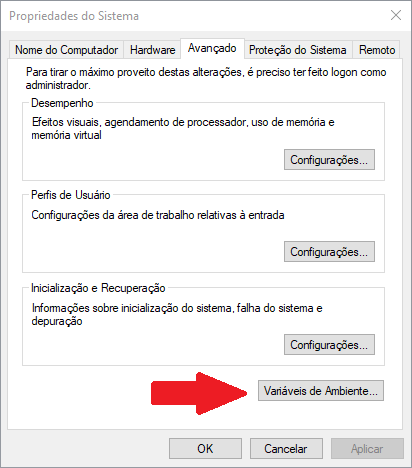 Propriedades do Sistema
Nome do Computador Hardware Avançado Proteção do Sistema Remoto
Para tirar o máximo proveito destas alterações, é preciso ter feito logon como
administrador.
Desempenho
Efeitos visuais, agendamento de processador, uso de memória e
memória virtual
Configurações...
Perfis de Usuário
Configurações da área de trabalho relativas à entrada
Configurações...
Inicialização e Recuperação
Informações sobre inicialização do sistema, falha do sistema e
depuração
Configurações...
Variáveis de Ambiente...
OK Cancelar Aplicar